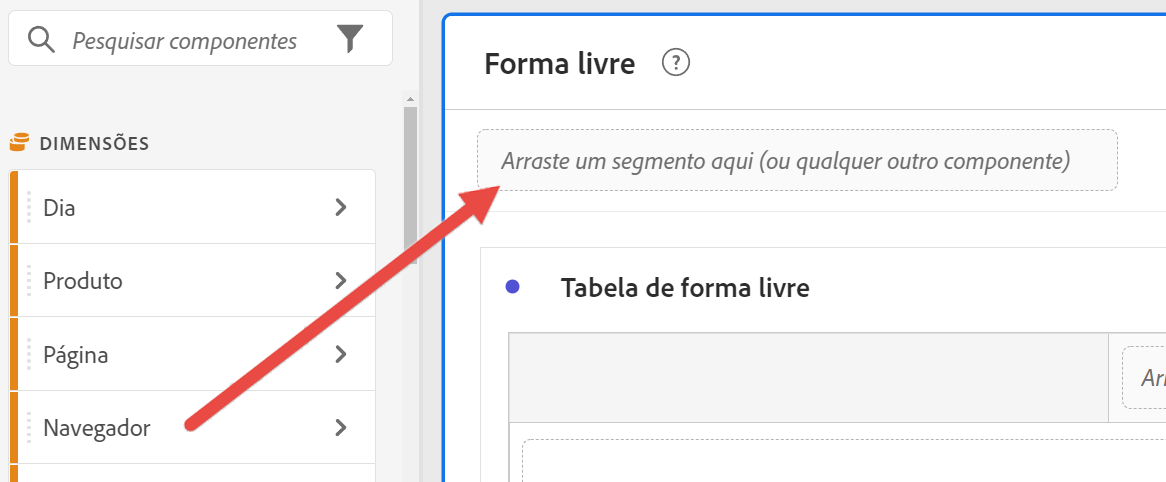 Pesquisar componentes
DIMENSÕES
Dia
Produto
Página
Navegador
Forma livre ?
Arraste um segmento aqui (ou qualquer outro componente)
Tabela de forma livre